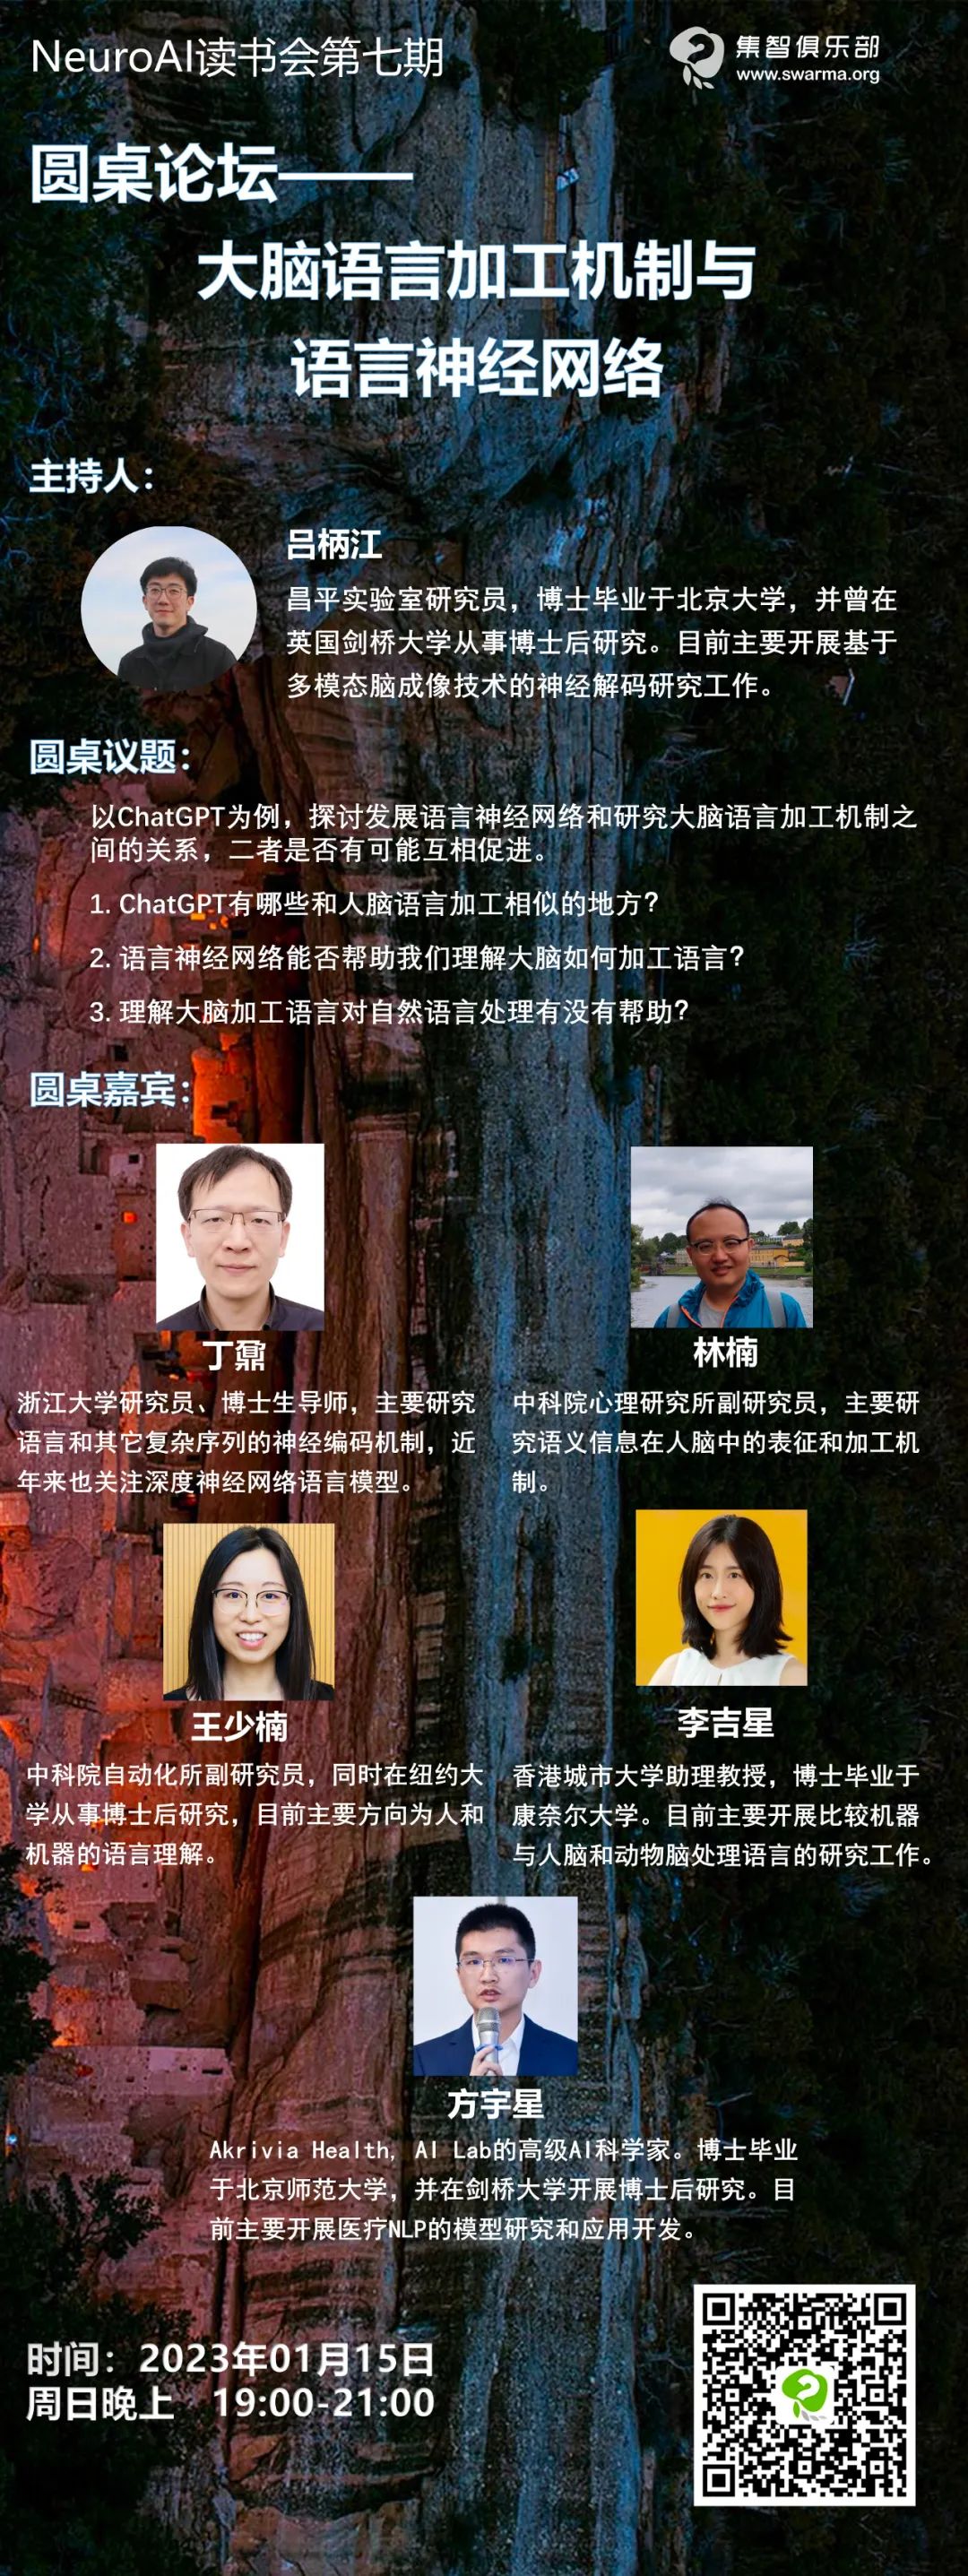 NeuroAI读书会第七期
集智俱乐部
www.swarma.org
圆桌论坛——
大脑语言加工机制与
语言神经网络
主持人：
吕柄江
昌平实验室研究员，博士毕业于北京大学，并曾在
英国剑桥大学从事博士后研究。目前主要开展基于
多模态脑成像技术的神经解码研究工作。
圆桌议题：
以ChatGPT为例，探讨发展语言神经网络和研究大脑语言加工机制之
间的关系，二者是否有可能互相促进。
1. ChatGPT有哪些和人脑语言加工相似的地方？
2. 语言神经网络能否帮助我们理解大脑如何加工语言？
3. 理解大脑加工语言对自然语言处理有没有帮助？
圆桌嘉宾：
丁鼐
浙江大学研究员、博士生导师，主要研究
语言和其它复杂序列的神经编码机制，近
年来也关注深度神经网络语言模型。
林楠
中科院心理研究所副研究员，主要研
究语义信息在人脑中的表征和加工机
制。
王少楠
中科院自动化所副研究员，同时在纽约大
学从事博士后研究，目前主要方向为人和
机器的语言理解。
李吉星
香港城市大学助理教授，博士毕业于
康奈尔大学。目前主要开展比较机器
与人脑和动物脑处理语言的研究工作。
方宇星
Akrivia Health, AI Lab的高级AI科学家。博士毕业
于北京师范大学，并在剑桥大学开展博士后研究。目
前主要开展医疗NLP的模型研究和应用开发。
时间：2023年01月15日
周日晚上 19:00-21:00